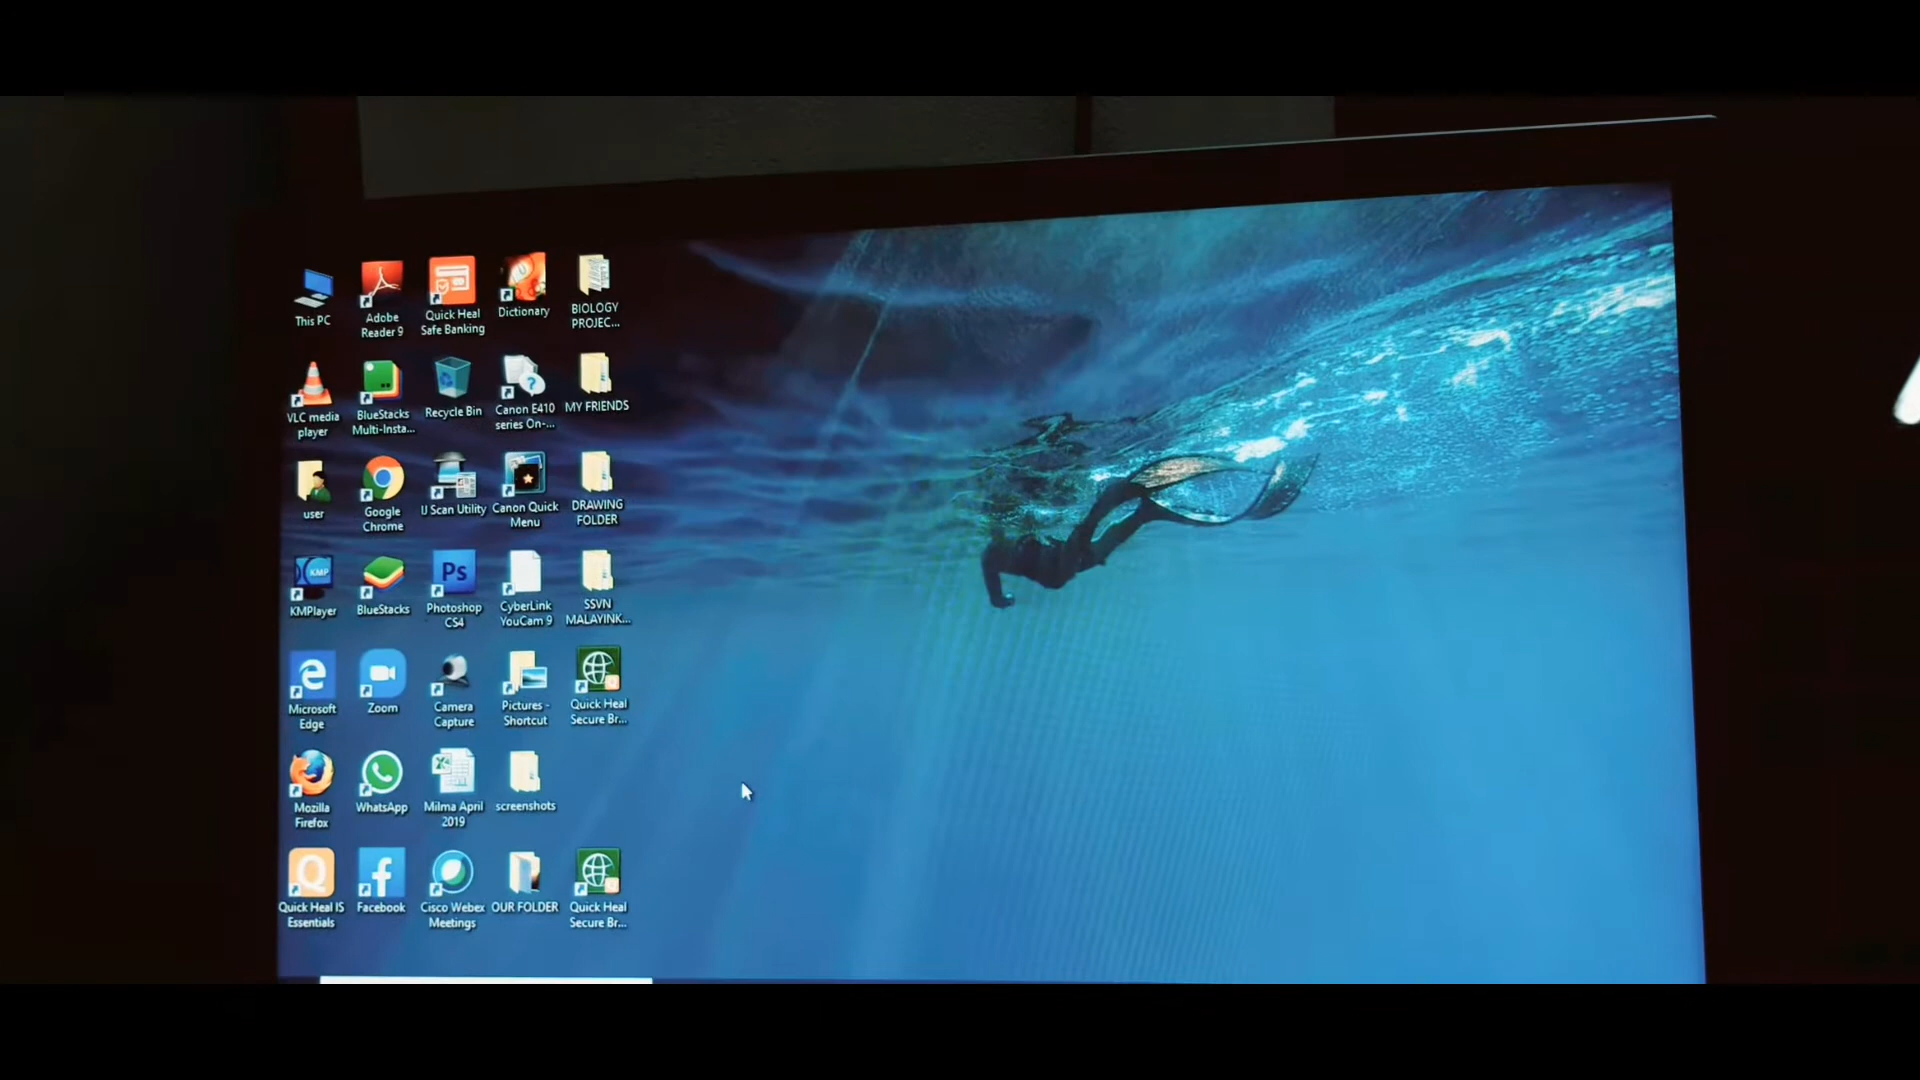 This PC
Adobe
Reader 9
Quick Heal
Safe Banking
Dictionary
BIOLOGY
PROJEC...
VLC media
player
BlueStacks
Multi-Insta...
Recycle Bin
Canon E410
series On-...
MY FRIENDS
user
Google
Chrome
IJ Scan Utility
Canon Quick
Menu
DRAWING
FOLDER
KMP
KMPlayer
BlueStacks
Ps
Photoshop
CS4
CyberLink
YouCam 9
SSVN
MALAYINK...
Microsoft
Edge
Zoom
Camera
Capture
Pictures -
Shortcut
Quick Heal
Secure Br...
Mozilla
Firefox
WhatsApp
Milma April
2019
screenshots
Quick Heal IS
Essentials
Facebook
Cisco Webex
Meetings
OUR FOLDER
Quick Heal
Secure Br...